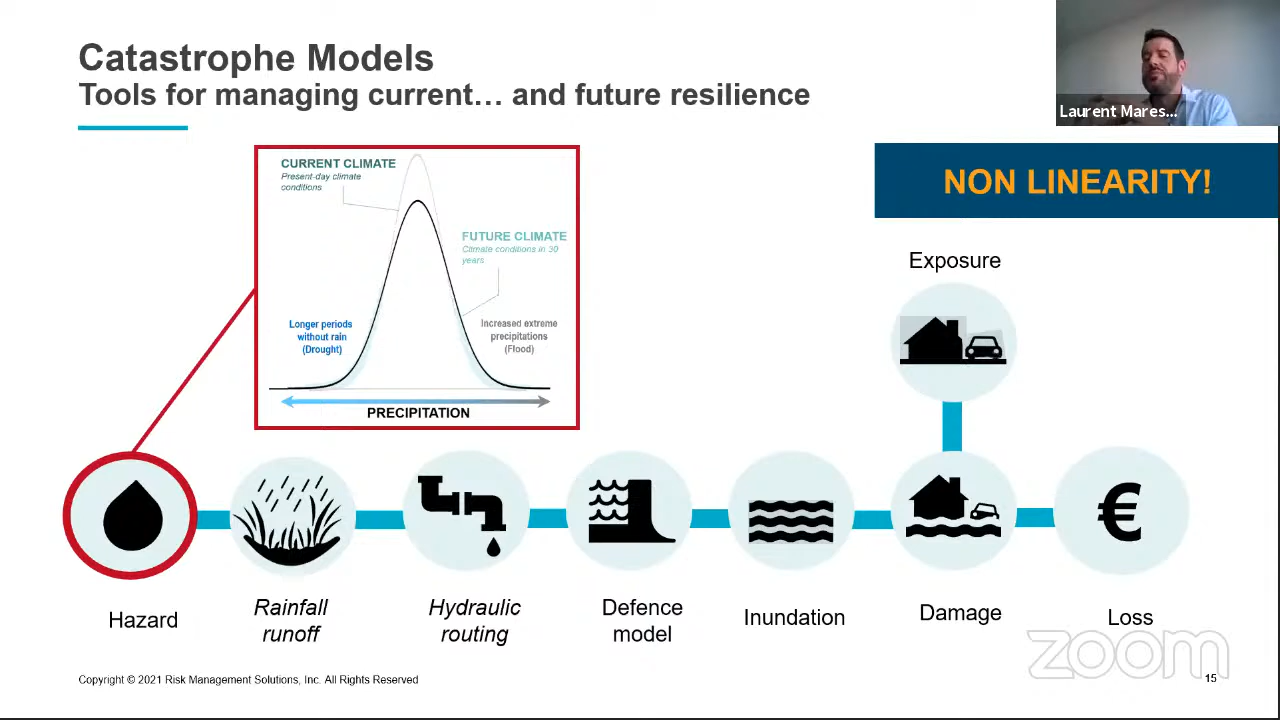 Catastrophe Models
Tools for managing current… and future resilience
Laurent Mares...
NON LINEARITY!
CURRENT CLIMATE
Present-day climate
conditions
FUTURE CLIMATE
Climate conditions in 30
years
Longer periods
without rain
(Drought)
Increased extreme
precipitations
(Flood)
PRECIPITATION
Exposure
€
Hazard
Rainfall
runoff
Hydraulic
routing
Defence
model
Inundation
Damage
Loss
zoom
Copyright © 2021 Risk Management Solutions, Inc. All Rights Reserved
15